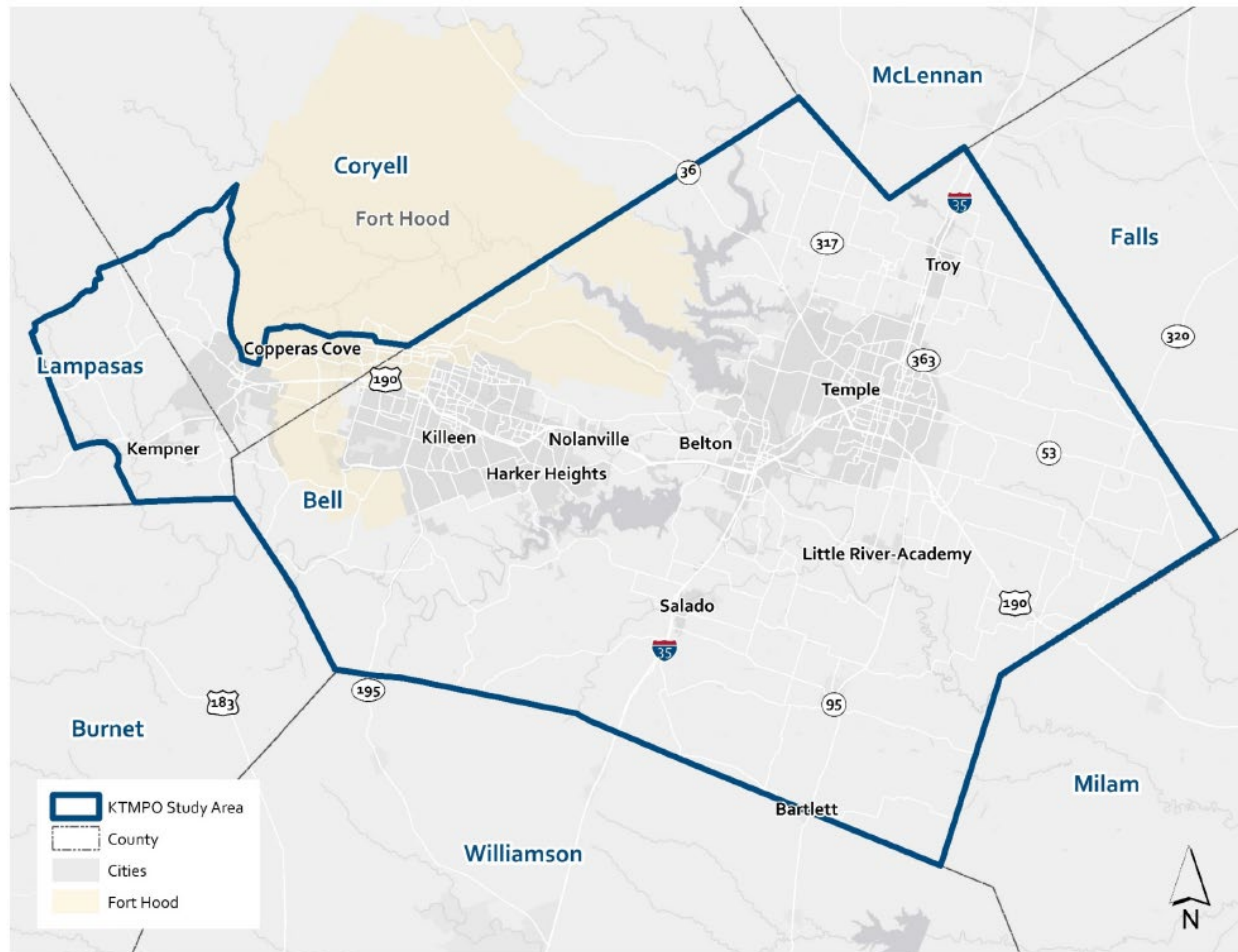 McLennan
Coryell
36
Fort Hood
35
Falls
317
Troy
320
Copperas Cove
Lampasas
363
190
Temple
Killeen
Nolanville
Belton
Kempner
53
Harker Heights
Bell
Little River-Academy
Salado
190
35
195
183
95
Burnet
Milam
Bartlett
Williamson
KTMPO Study Area
County
Cities
Fort Hood
N